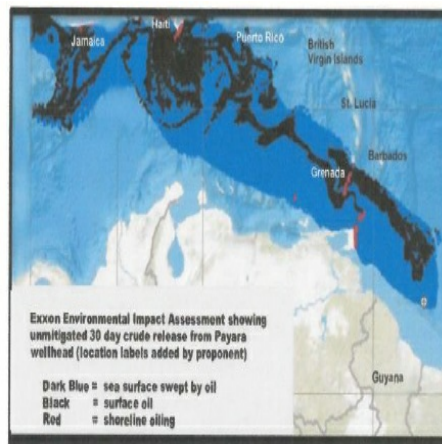 Jamaica
Haiti
Puerto Rico
British
Virgin Islands
St. Lucia
Barbados
Grenada
Exxon Environmental Impact Assessment showing
unmitigated 30 day crude release from Payara
wellhead (location labels added by proponent)
Dark Blue = sea surface swept by oil
Black = surface oil
Red = shoreline oiling
Guyana